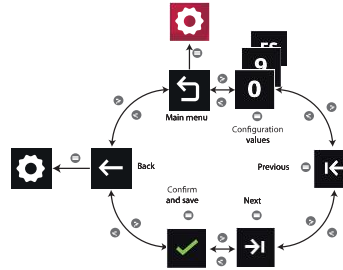 9
0
Main menu
Configuration
values
Back
Previous
Confirm
and save
Next